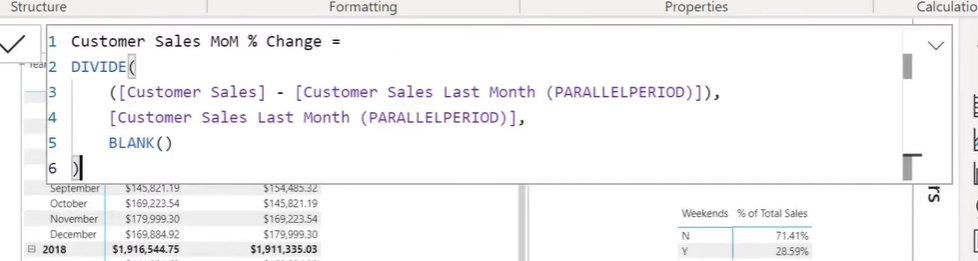 Structure Formatting Properties
1 Customer Sales MoM % Change =
2 DIVIDE(
3 ([Customer Sales] - [Customer Sales Last Month (PARALLELPERIOD)]),
4 [Customer Sales Last Month (PARALLELPERIOD)],
5 BLANK()
6 )
September $145,821.19 $154,485.32
October $169,223.54 $145,821.19
November $179,999.30 $169,223.54
December $169,884.92 $179,999.30
2018 $1,916,544.75 $1,911,335.03
Weekends % of Total Sales
N 71.41%
Y 28.59%